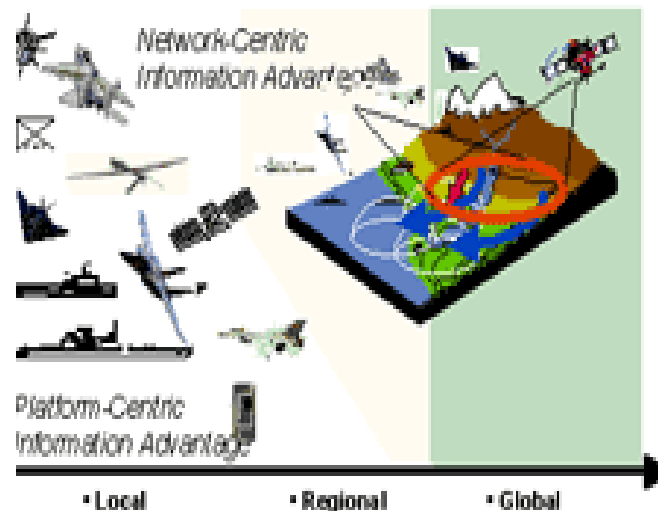 Network-Centric
Information Advantage
Platform-Centric
Information Advantage
• Local
• Regional
• Global